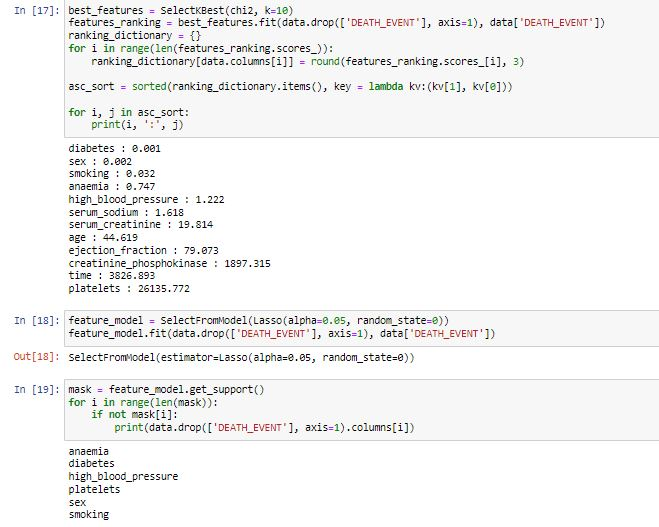 In [17]: best_features = SelectKBest(chi2, k=10)
features_ranking = best_features.fit(data.drop(['DEATH_EVENT'], axis=1), data['DEATH_EVENT'])
ranking_dictionary = {}
for i in range(len(features_ranking.scores_)):
    ranking_dictionary[data.columns[i]] = round(features_ranking.scores_[i], 3)

asc_sort = sorted(ranking_dictionary.items(), key = lambda kv:(kv[1], kv[0]))

for i, j in asc_sort:
    print(i, ':', j)
diabetes : 0.001
sex : 0.002
smoking : 0.032
anaemia : 0.747
high_blood_pressure : 1.222
serum_sodium : 1.618
serum_creatinine : 19.814
age : 44.619
ejection_fraction : 79.073
creatinine_phosphokinase : 1897.315
time : 3826.893
platelets : 26135.772
In [18]: feature_model = SelectFromModel(Lasso(alpha=0.05, random_state=0))
feature_model.fit(data.drop(['DEATH_EVENT'], axis=1), data['DEATH_EVENT'])
Out[18]: SelectFromModel(estimator=Lasso(alpha=0.05, random_state=0))
In [19]: mask = feature_model.get_support()
for i in range(len(mask)):
    if not mask[i]:
        print(data.drop(['DEATH_EVENT'], axis=1).columns[i])
anaemia
diabetes
high_blood_pressure
platelets
sex
smoking